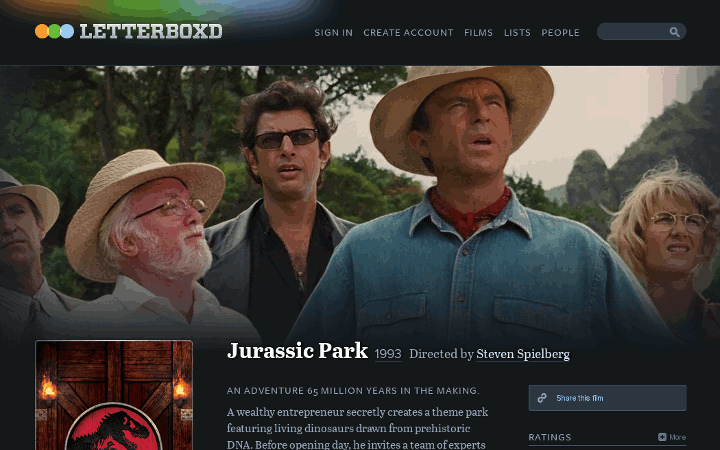 LETTERBOXD
SIGN IN CREATE ACCOUNT FILMS LISTS PEOPLE
Jurassic Park 1993 Directed by Steven Spielberg
AN ADVENTURE 65 MILLION YEARS IN THE MAKING.
A wealthy entrepreneur secretly creates a theme park
featuring living dinosaurs drawn from prehistoric
DNA. Before opening day, he invites a team of experts
Share this film
RATINGS More